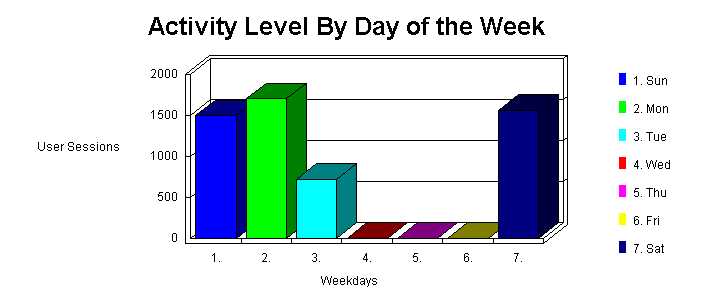 Activity Level By Day of the Week
2000
1500
1000
500
0
User Sessions
1.
2.
3.
4.
5.
6.
7.
Weekdays
1. Sun
2. Mon
3. Tue
4. Wed
5. Thu
6. Fri
7. Sat